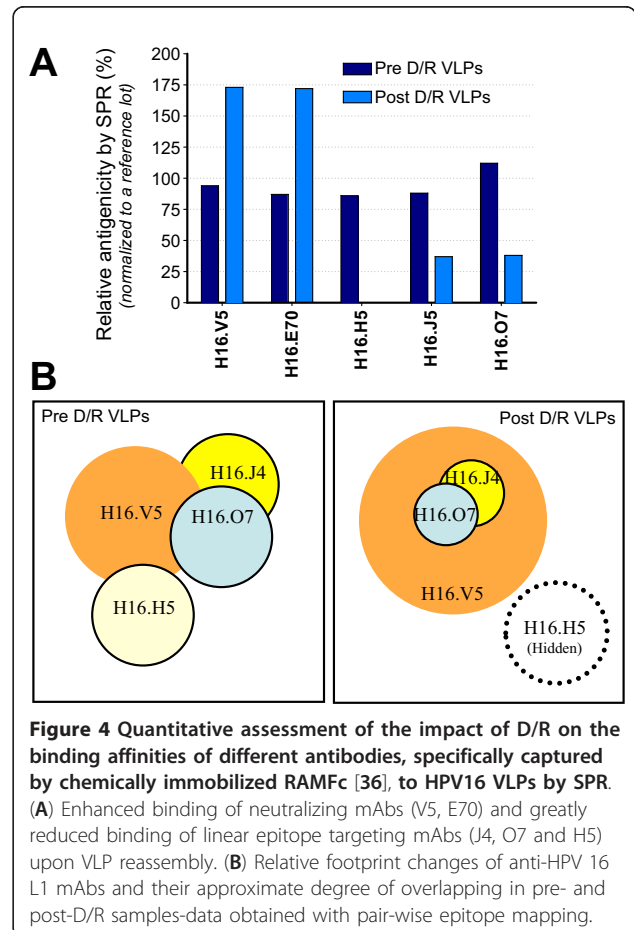 A
Relative antigenicity by SPR (%)
(normalized to a reference lot)
200
175
150
125
100
75
50
25
0
Pre D/R VLPs
Post D/R VLPs
H16.V5
H16.E70
H16.H5
H16.J5
H16.O7
B
Pre D/R VLPs
H16.J4
H16.V5
H16.O7
H16.H5
Post D/R VLPs
H16.J4
H16.O7
H16.V5
H16.H5
(Hidden)
Figure 4 Quantitative assessment of the impact of D/R on the
binding affinities of different antibodies, specifically captured
by chemically immobilized RAMFc [36], to HPV16 VLPs by SPR.
(A) Enhanced binding of neutralizing mAbs (V5, E70) and greatly
reduced binding of linear epitope targeting mAbs (J4, O7 and H5)
upon VLP reassembly. (B) Relative footprint changes of anti-HPV 16
L1 mAbs and their approximate degree of overlapping in pre- and
post-D/R samples-data obtained with pair-wise epitope mapping.